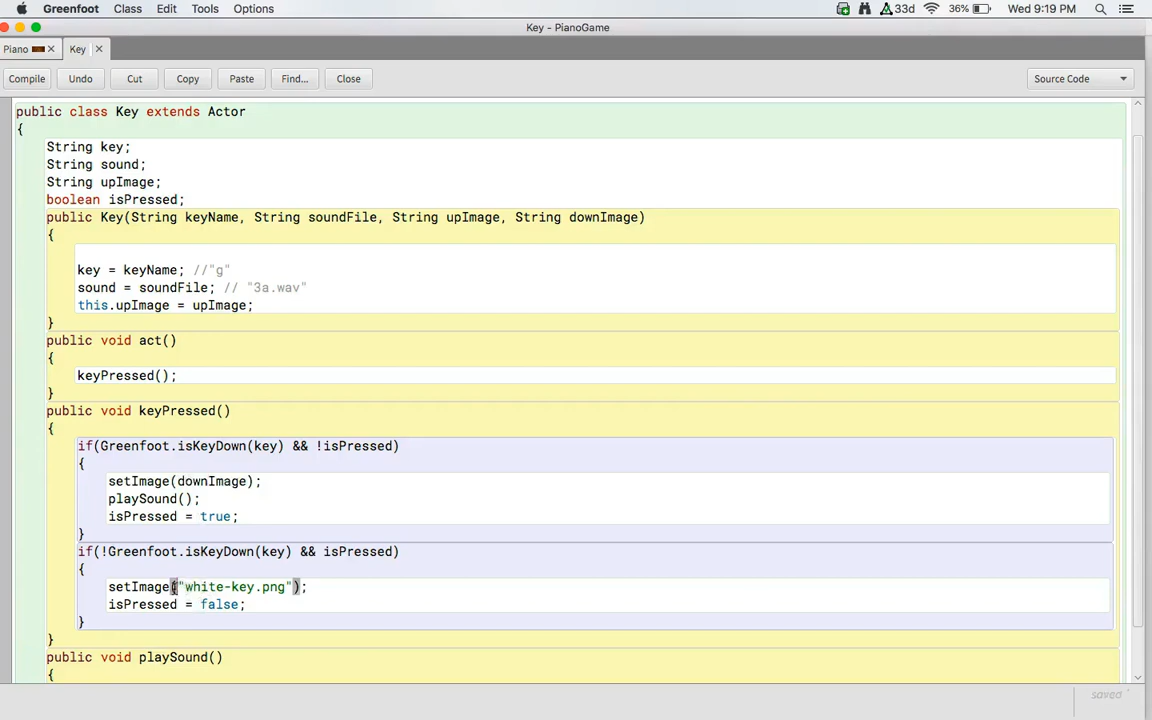 Greenfoot Class Edit Tools Options 33d 36% Wed 9:19 PM
Key - PianoGame
Piano Key
Compile Undo Cut Copy Paste Find... Close Source Code
public class Key extends Actor
{
String key;
String sound;
String upImage;
boolean isPressed;
public Key(String keyName, String soundFile, String upImage, String downImage)
{
key = keyName; //"g"
sound = soundFile; // "3a.wav"
this.upImage = upImage;
}
public void act()
{
keyPressed();
}
public void keyPressed()
{
if(Greenfoot.isKeyDown(key) && !isPressed)
{
setImage(downImage);
playSound();
isPressed = true;
}
if(!Greenfoot.isKeyDown(key) && isPressed)
{
setImage("white-key.png");
isPressed = false;
}
}
public void playSound()
{
saved